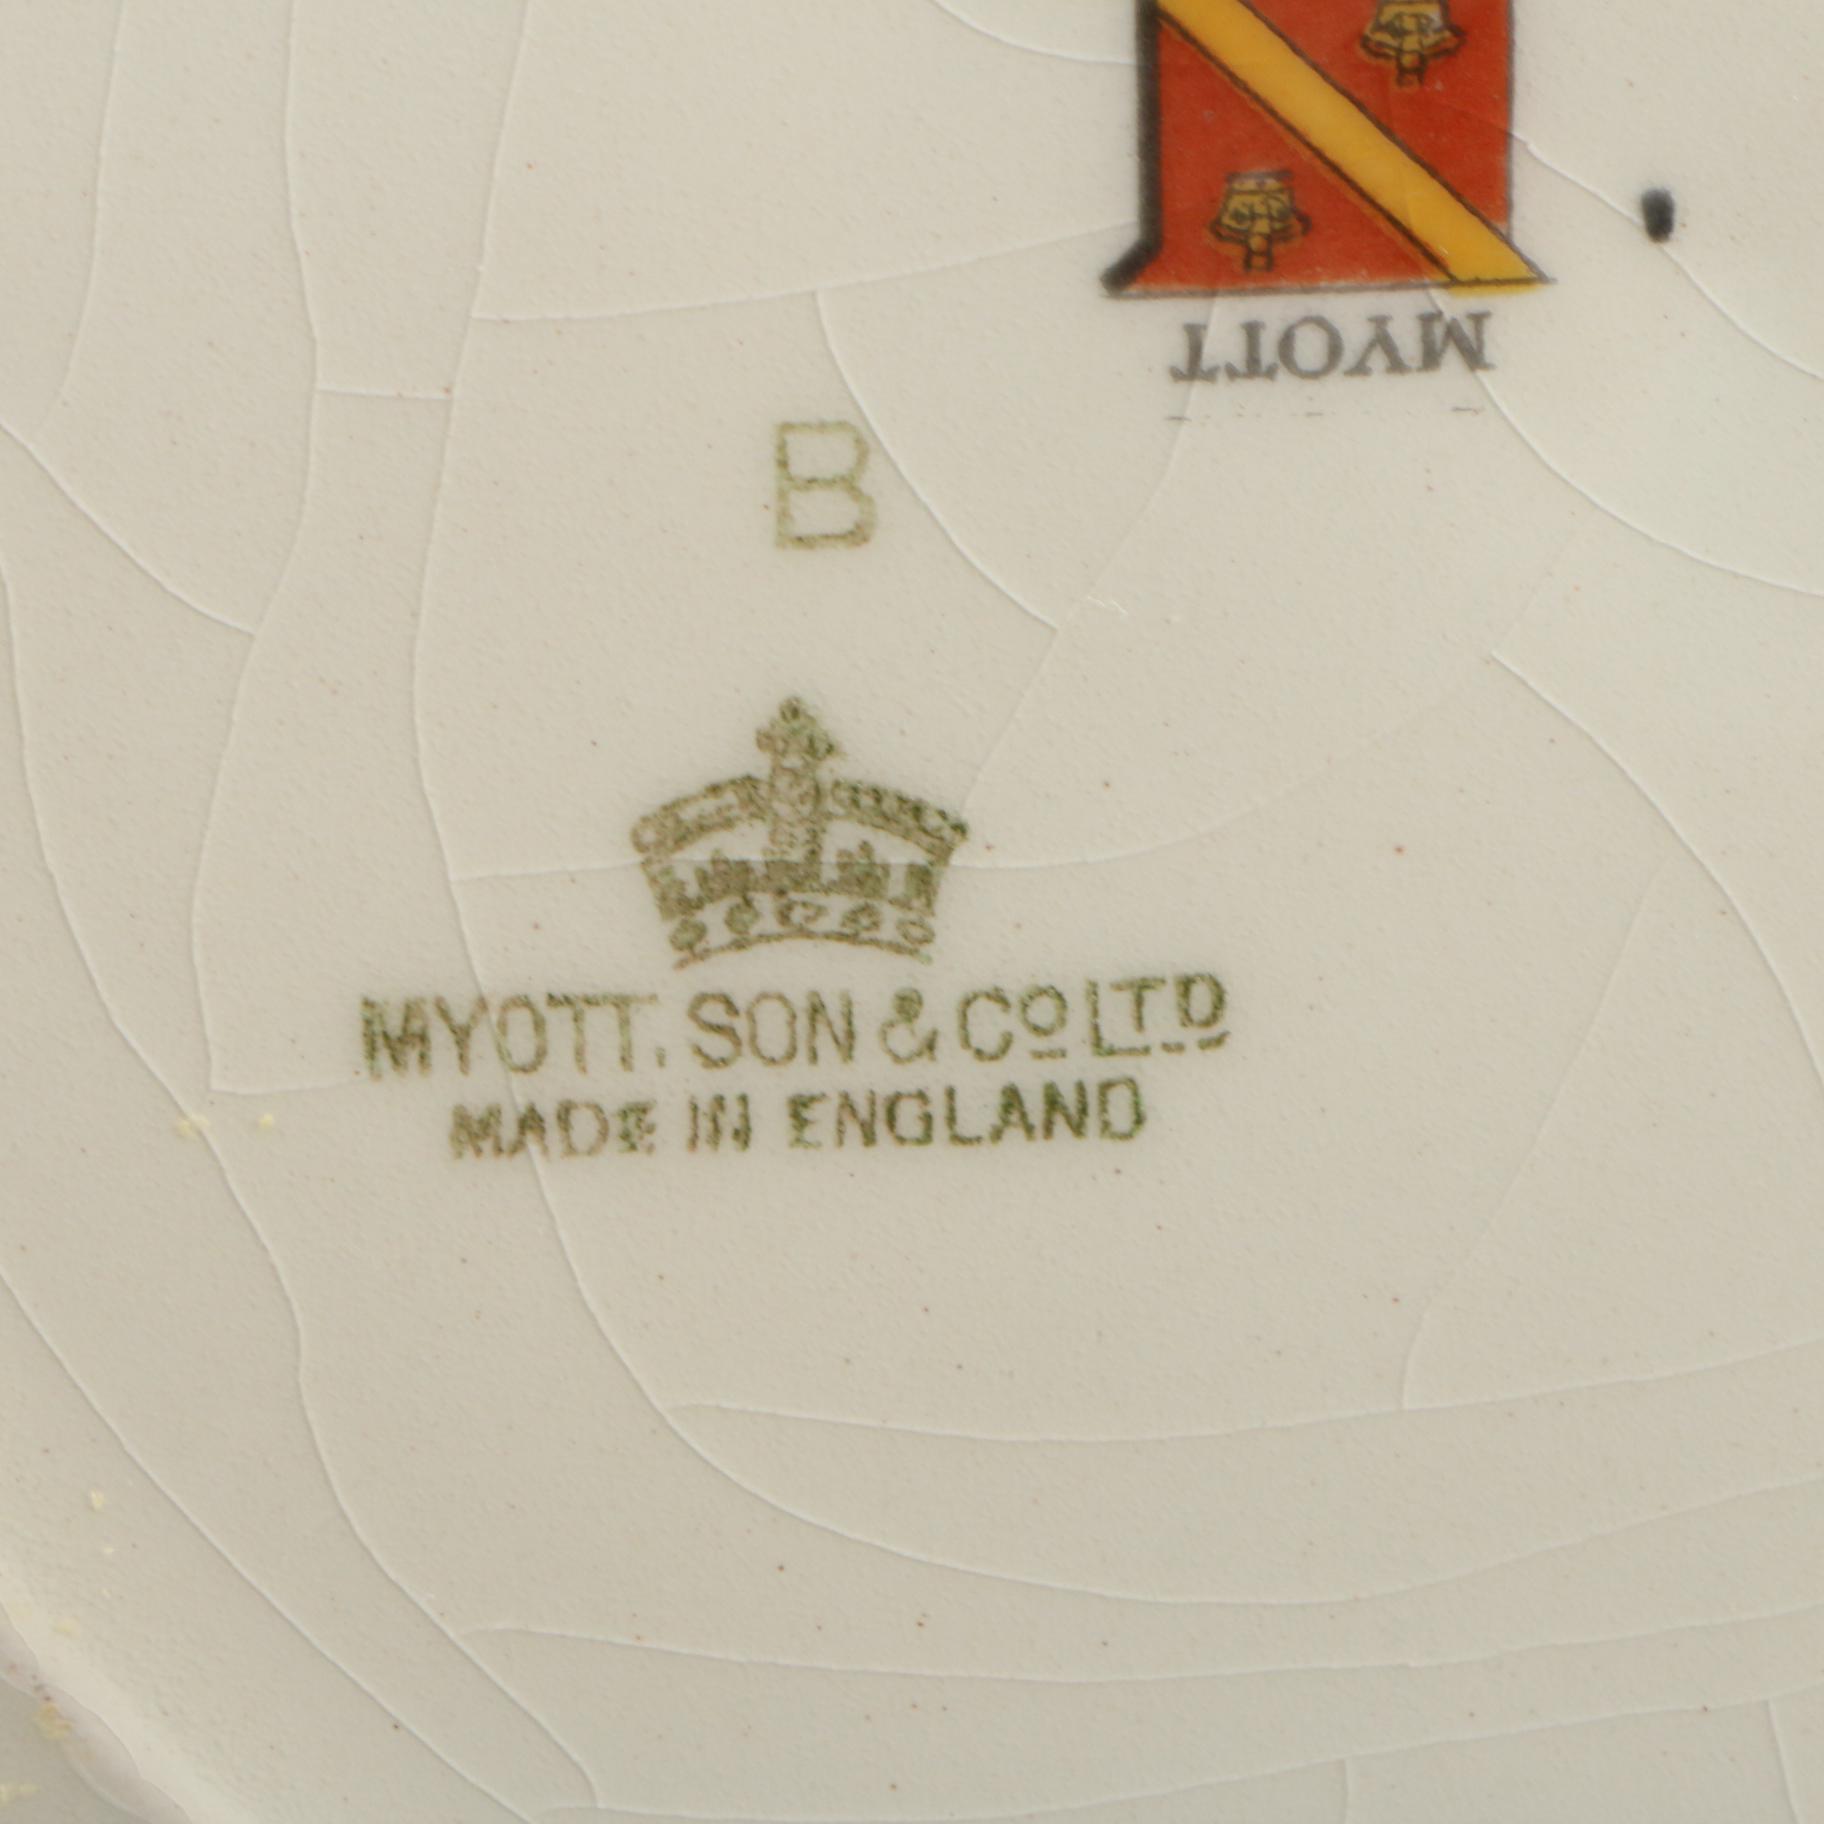 MYOTT
B
MYOTT. SON & Co LTD
MADE IN ENGLAND